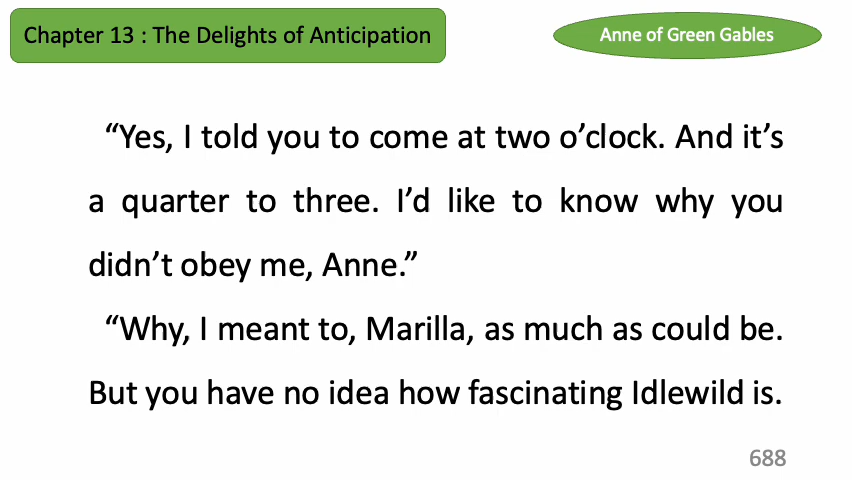 Chapter 13 : The Delights of Anticipation
Anne of Green Gables
“Yes, I told you to come at two o’clock. And it’s
a quarter to three. I’d like to know why you
didn’t obey me, Anne.”
“Why, I meant to, Marilla, as much as could be.
But you have no idea how fascinating Idlewild is.
688